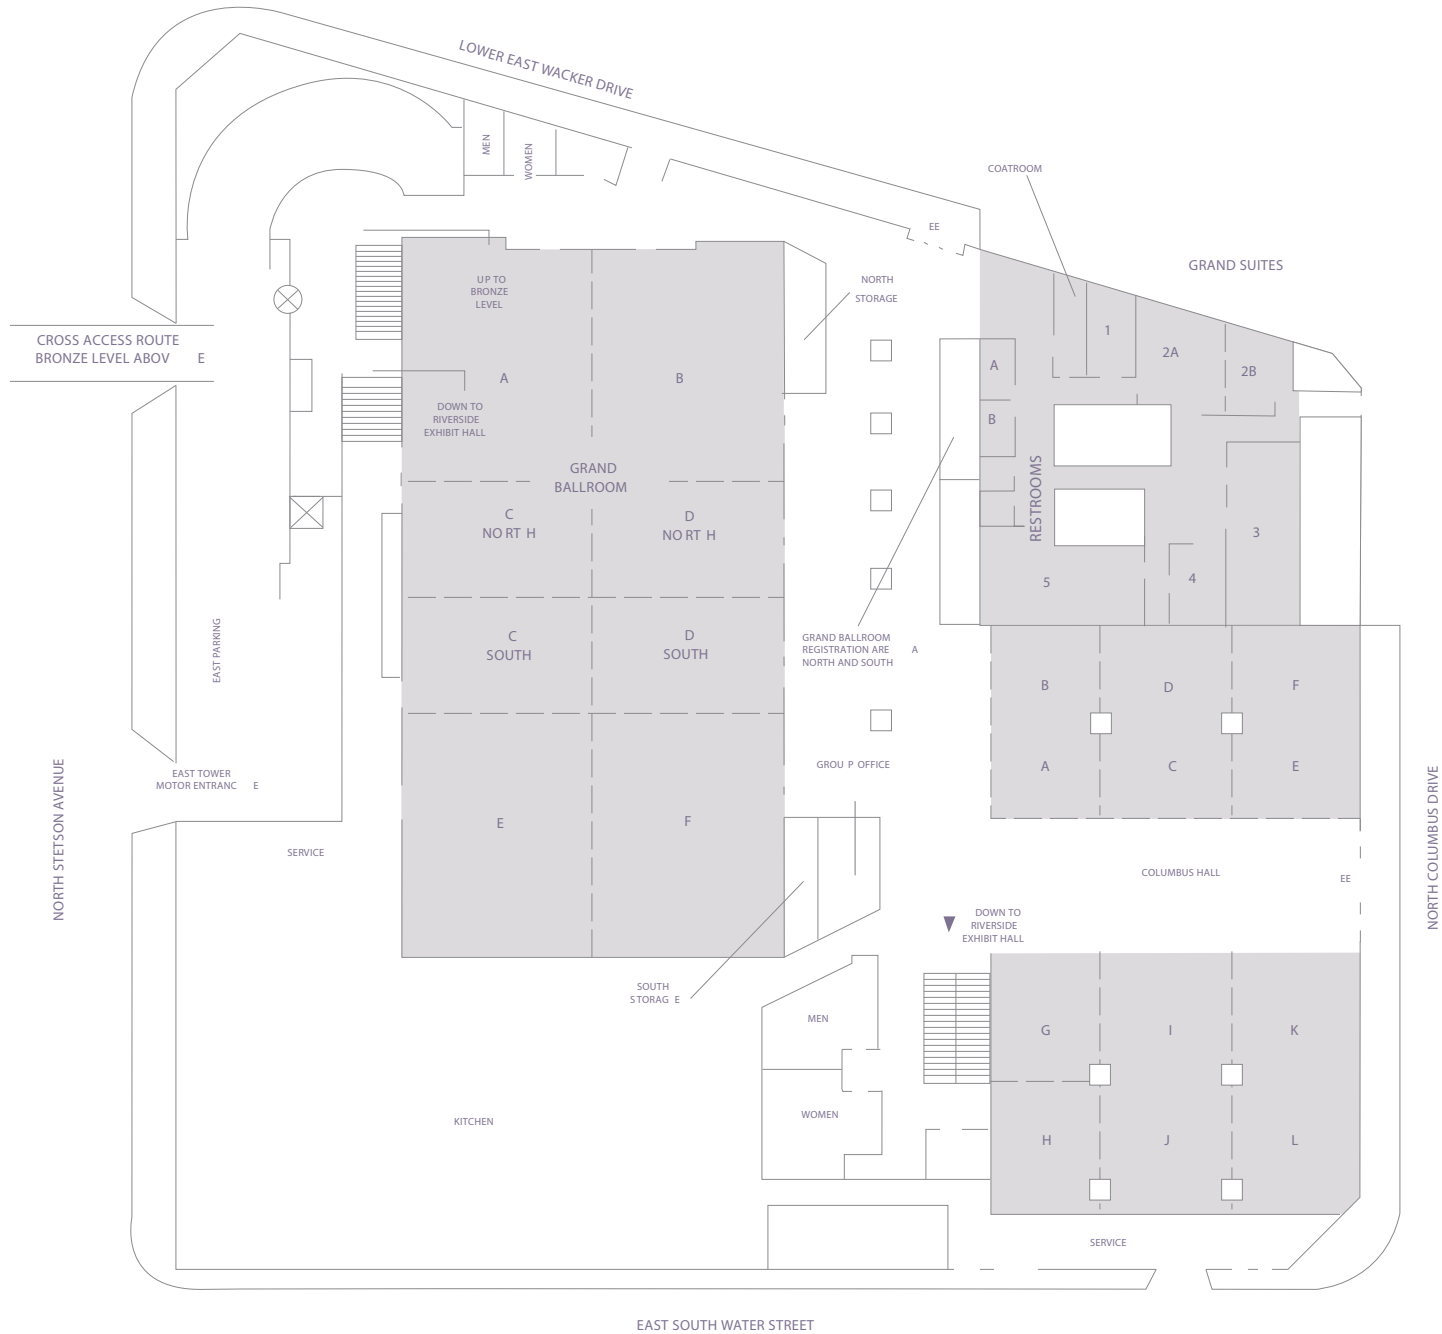 LOWER EAST WACKER DRIVE
MEN
WOMEN
COATROOM
EE
GRAND SUITES
UP TO
BRONZE
LEVEL
NORTH
STORAGE
CROSS ACCESS ROUTE
BRONZE LEVEL ABOV E
1
2A
2B
A
B
A
B
DOWN TO
RIVERSIDE
EXHIBIT HALL
GRAND
BALLROOM
RESTROOMS
C
NO RT H
D
NO RT H
3
5
4
C
SOUTH
D
SOUTH
GRAND BALLROOM
REGISTRATION ARE A
NORTH AND SOUTH
EAST PARKING
B
D
F
A
C
E
GROU P OFFICE
EAST TOWER
MOTOR ENTRANC E
NORTH STETSON AVENUE
NORTH COLUMBUS DRIVE
E
F
SERVICE
COLUMBUS HALL
EE
DOWN TO
RIVERSIDE
EXHIBIT HALL
SOUTH
S TORAG E
MEN
G
I
K
WOMEN
KITCHEN
H
J
L
SERVICE
EAST SOUTH WATER STREET